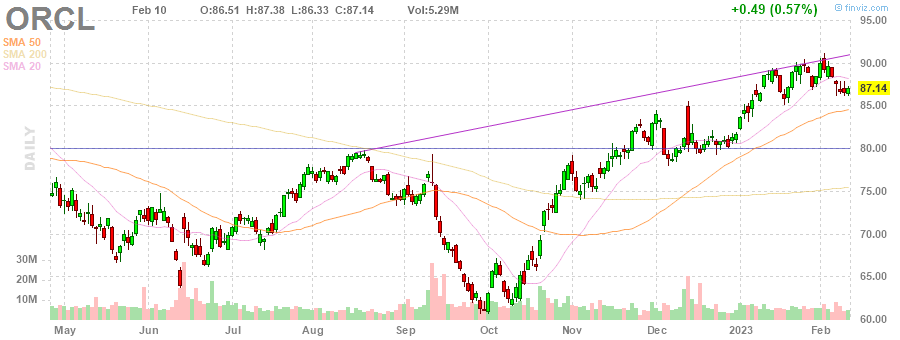 ORCL Feb 10 O:86.51 H:87.38 L:86.33 C:87.14 Vol:5.29M +0.49 (0.57%) © finviz.com
SMA 50
SMA 200
SMA 20
DAILY
95.00
90.00
87.14
85.00
80.00
75.00
70.00
65.00
60.00
30M
20M
10M
May Jun Jul Aug Sep Oct Nov Dec 2023 Feb